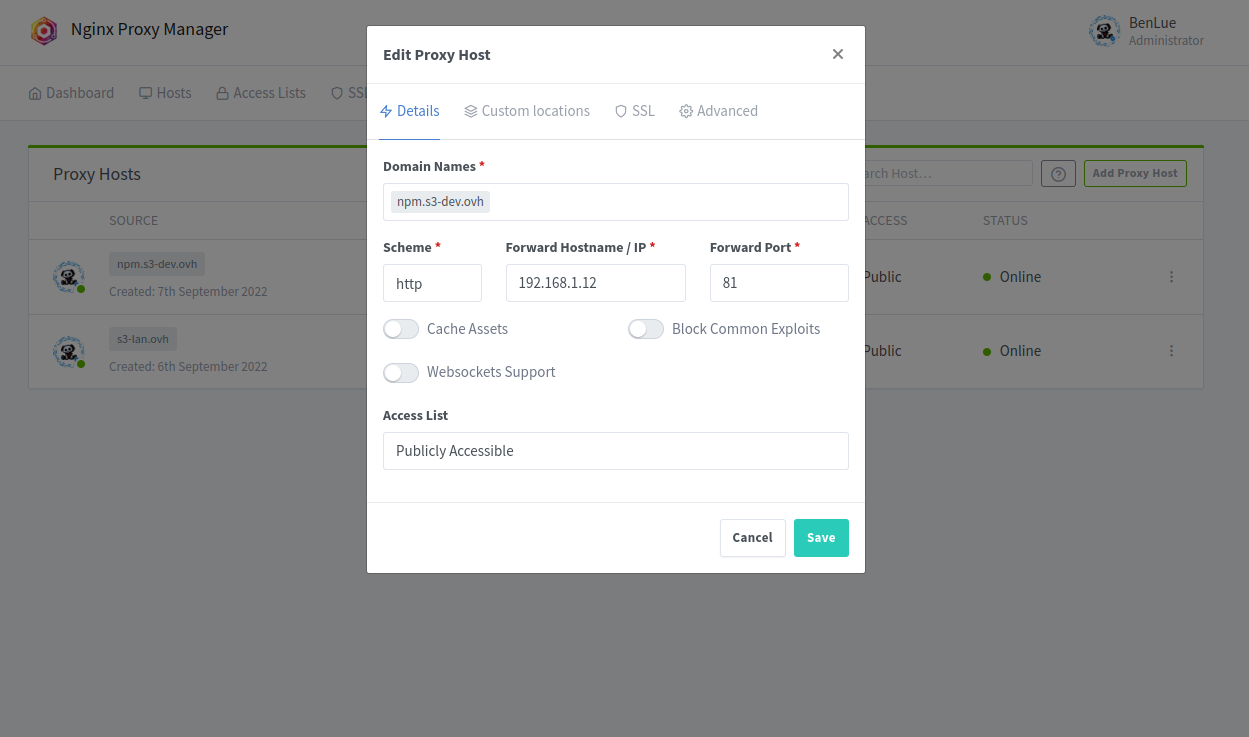 Nginx Proxy Manager
BenLue
Administrator
Dashboard Hosts Access Lists SSL
Edit Proxy Host ×
Details Custom locations SSL Advanced
Proxy Hosts
Add Proxy Host
SOURCE
STATUS
npm.s3-dev.ovh
Created: 7th September 2022
Public
Online
s3-lan.ovh
Created: 6th September 2022
Public
Online
Domain Names *
npm.s3-dev.ovh
Scheme * Forward Hostname / IP * Forward Port *
http 192.168.1.12 81
Cache Assets Block Common Exploits
Websockets Support
Access List
Publicly Accessible
Cancel Save